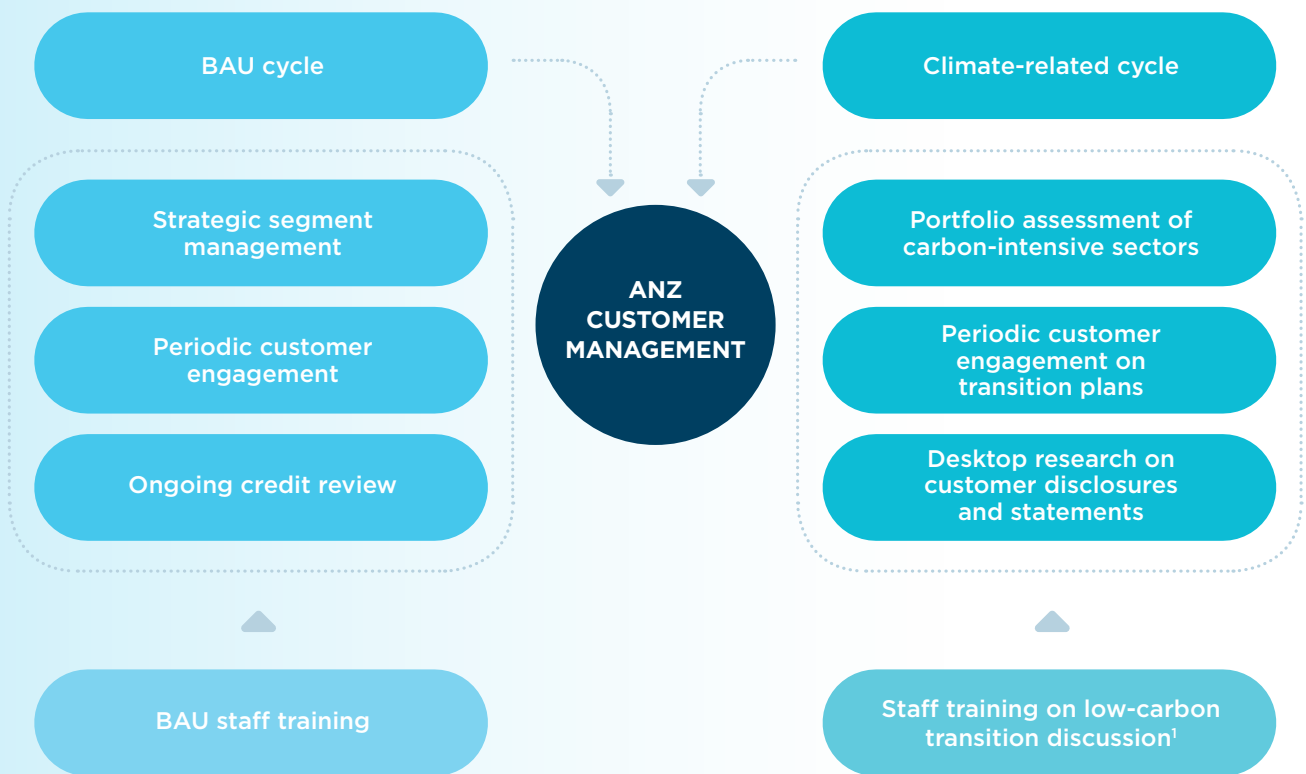 BAU cycle
Strategic segment
management
Periodic customer
engagement
Ongoing credit review
BAU staff training
ANZ
CUSTOMER
MANAGEMENT
Climate-related cycle
Portfolio assessment of
carbon-intensive sectors
Periodic customer
engagement on
transition plans
Desktop research on
customer disclosures
and statements
Staff training on low-carbon
transition discussion¹